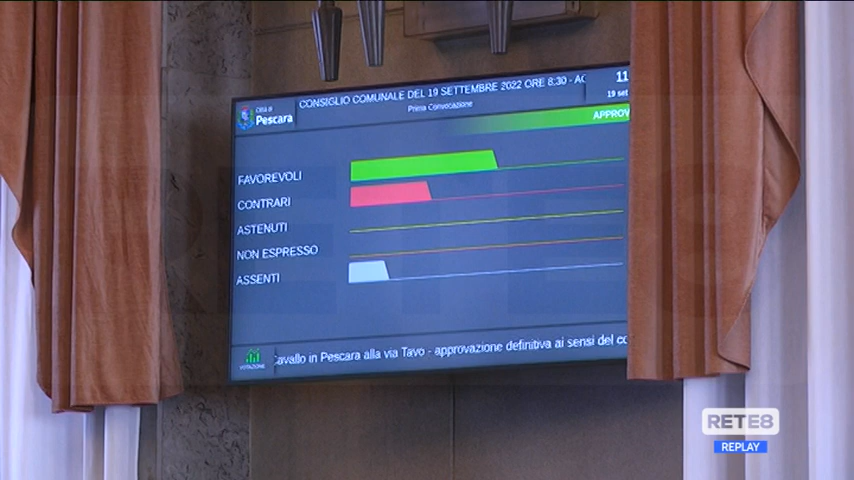 CONSIGLIO COMUNALE DEL 19 SETTEMBRE 2022 ORE 8:30 - AC
11
Città di
Pescara
Prima Convocazione
19 set
APPROV
FAVOREVOLI
CONTRARI
ASTENUTI
NON ESPRESSO
ASSENTI
VOTAZIONE
Cavallo in Pescara alla via Tavo - approvazione definitiva ai sensi del co
RETE8
REPLAY